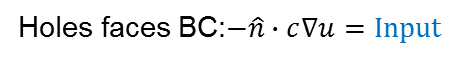 Holes faces BC:−n̂ · c∇u = Input